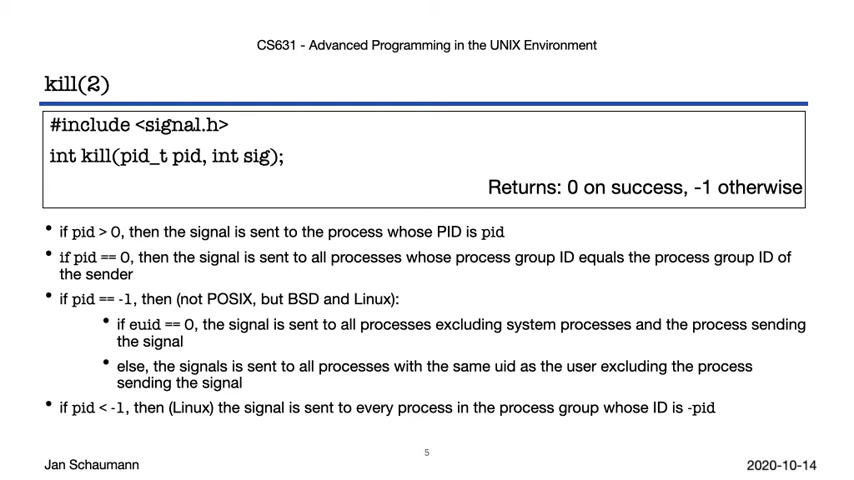 CS631 - Advanced Programming in the UNIX Environment
kill(2)
#include <signal.h>
int kill(pid_t pid, int sig);
Returns: 0 on success, -1 otherwise
• if pid > 0, then the signal is sent to the process whose PID is pid
• if pid == 0, then the signal is sent to all processes whose process group ID equals the process group ID of
the sender
• if pid == -1, then (not POSIX, but BSD and Linux):
• if euid == 0, the signal is sent to all processes excluding system processes and the process sending
the signal
• else, the signals is sent to all processes with the same uid as the user excluding the process
sending the signal
• if pid < -1, then (Linux) the signal is sent to every process in the process group whose ID is -pid
5
Jan Schaumann
2020-10-14